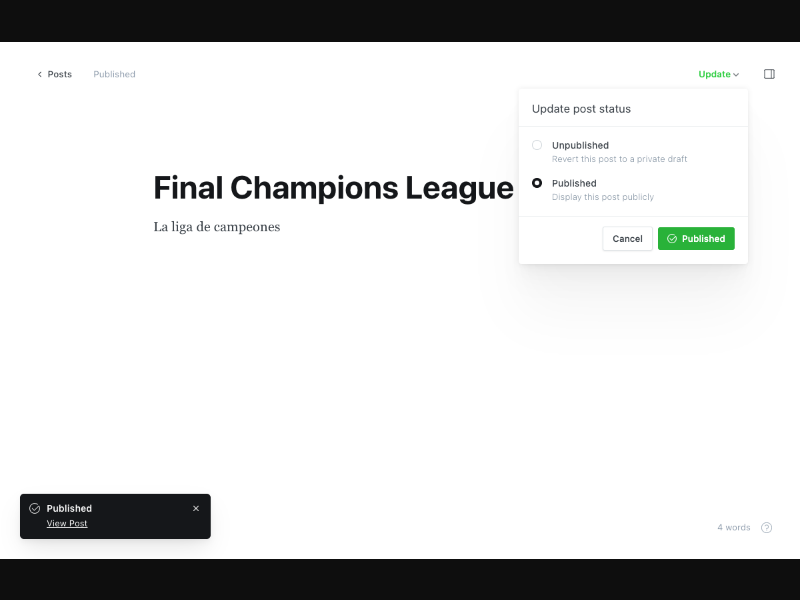 Posts
Published
Update
Update post status
Unpublished
Revert this post to a private draft
Published
Display this post publicly
Cancel
Published
Final Champions League
La liga de campeones
Published
View Post
4 words
?